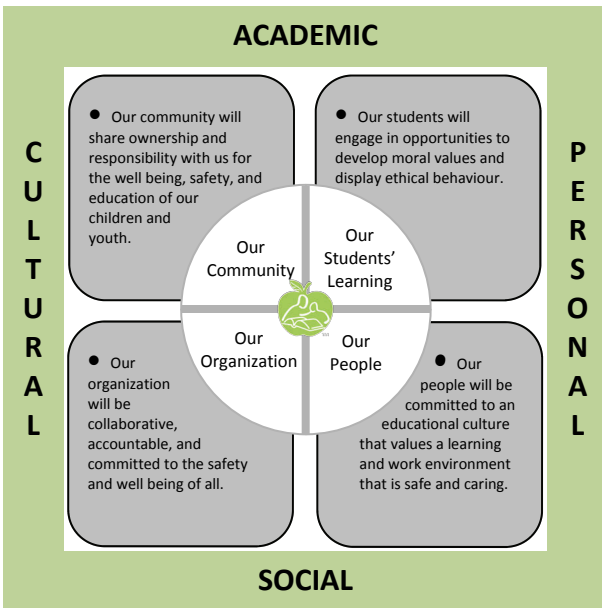 ACADEMIC
CULTURAL
• Our community will
share ownership and
responsibility with us for
the well being, safety, and
education of our
children and
youth.
• Our students will
engage in opportunities to
develop moral values and
display ethical behaviour.
PERSONAL
Our
Community
Our
Students’
Learning
Our
Organization
Our
People
• Our
organization
will be
collaborative,
accountable, and
committed to the safety
and well being of all.
• Our
people will be
committed to an
educational culture
that values a learning
and work environment
that is safe and caring.
SOCIAL